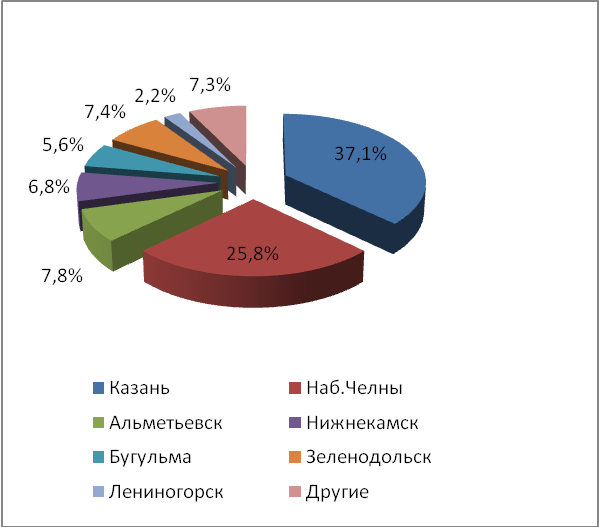 7,3%
2,2%
7,4%
37,1%
5,6%
6,8%
25,8%
7,8%
Казань Наб.Челны
Альметьевск Нижнекамск
Бугульма Зеленодольск
Лениногорск Другие